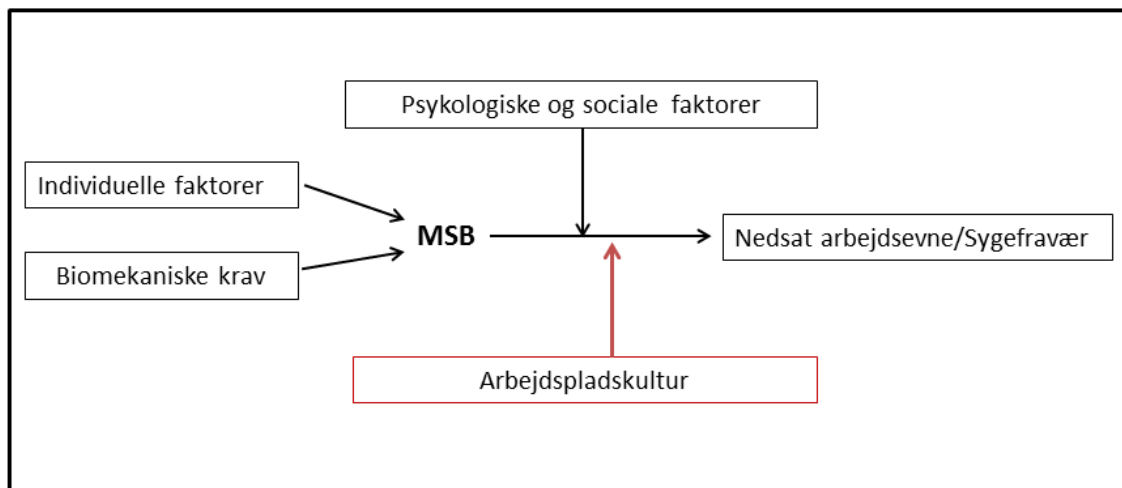 Psykologiske og sociale faktorer
Individuelle faktorer
MSB
Nedsat arbejdsevne/Sygefravær
Biomekaniske krav
Arbejdspladskultur